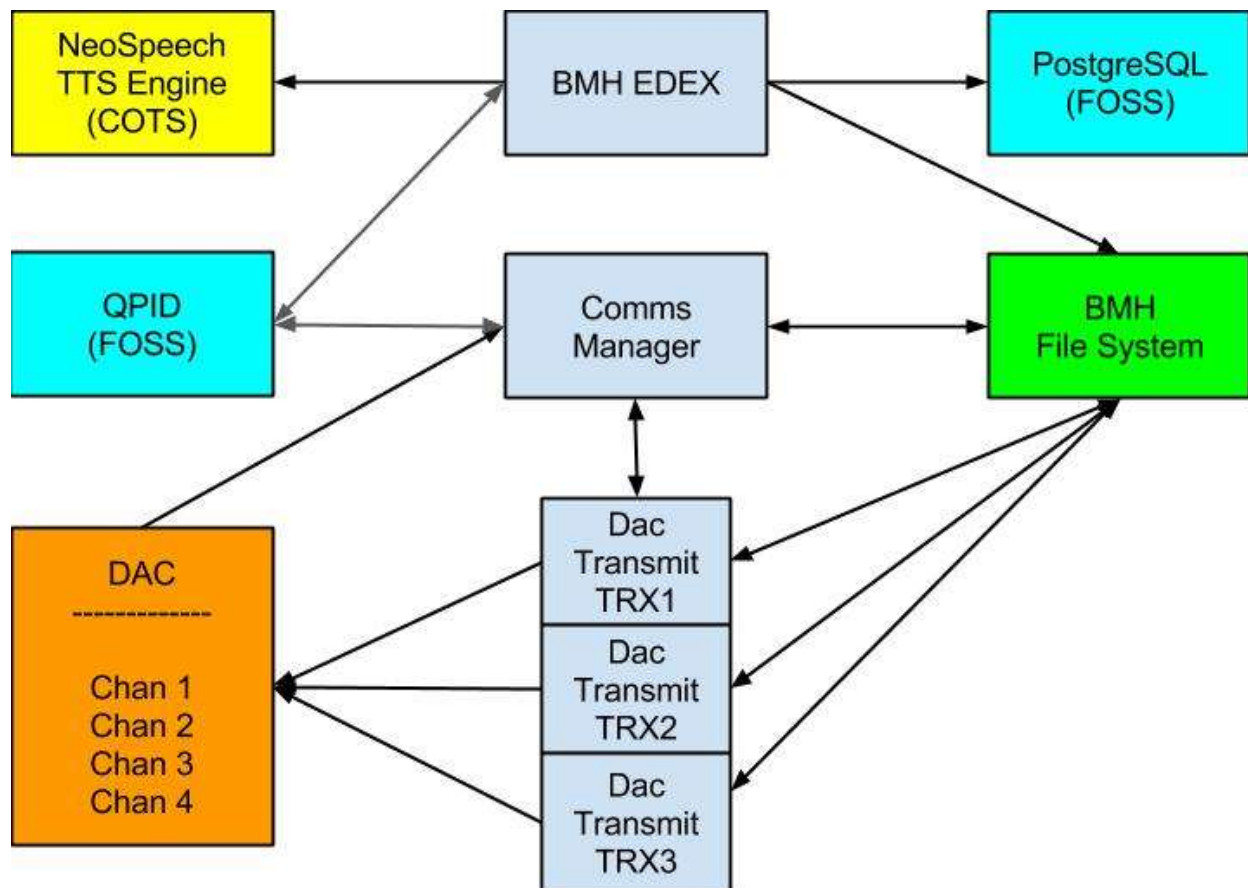 NeoSpeech
TTS Engine
(COTS)
BMH EDEX
PostgreSQL
(FOSS)
QPID
(FOSS)
Comms
Manager
BMH
File System
DAC
-------------
Chan 1
Chan 2
Chan 3
Chan 4
Dac
Transmit
TRX1
Dac
Transmit
TRX2
Dac
Transmit
TRX3